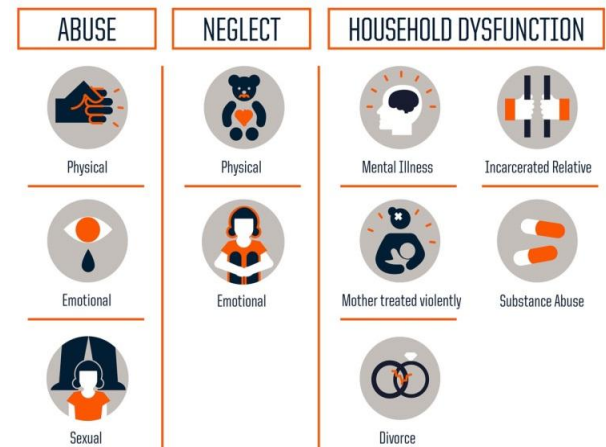 ABUSE
NEGLECT
HOUSEHOLD DYSFUNCTION
Physical
Physical
Mental Illness
Incarcerated Relative
Emotional
Emotional
Mother treated violently
Substance Abuse
Sexual
Divorce